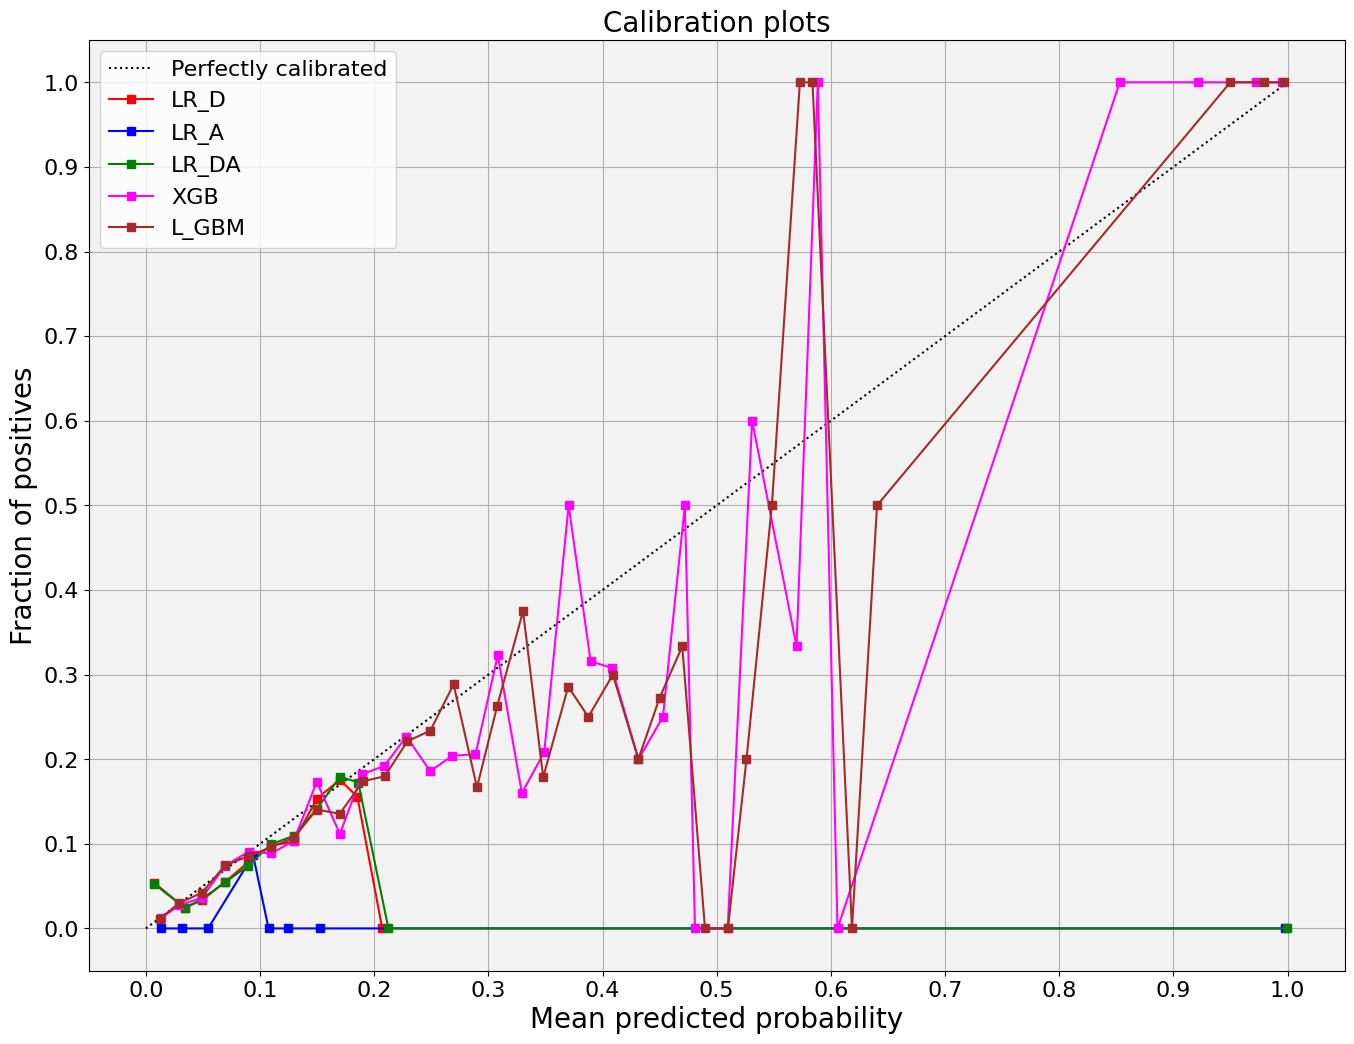 Calibration plots
Perfectly calibrated
LR_D
LR_A
LR_DA
XGB
L_GBM
1.0
0.9
0.8
0.7
0.6
0.5
0.4
0.3
0.2
0.1
0.0
Fraction of positives
0.0 0.1 0.2 0.3 0.4 0.5 0.6 0.7 0.8 0.9 1.0
Mean predicted probability